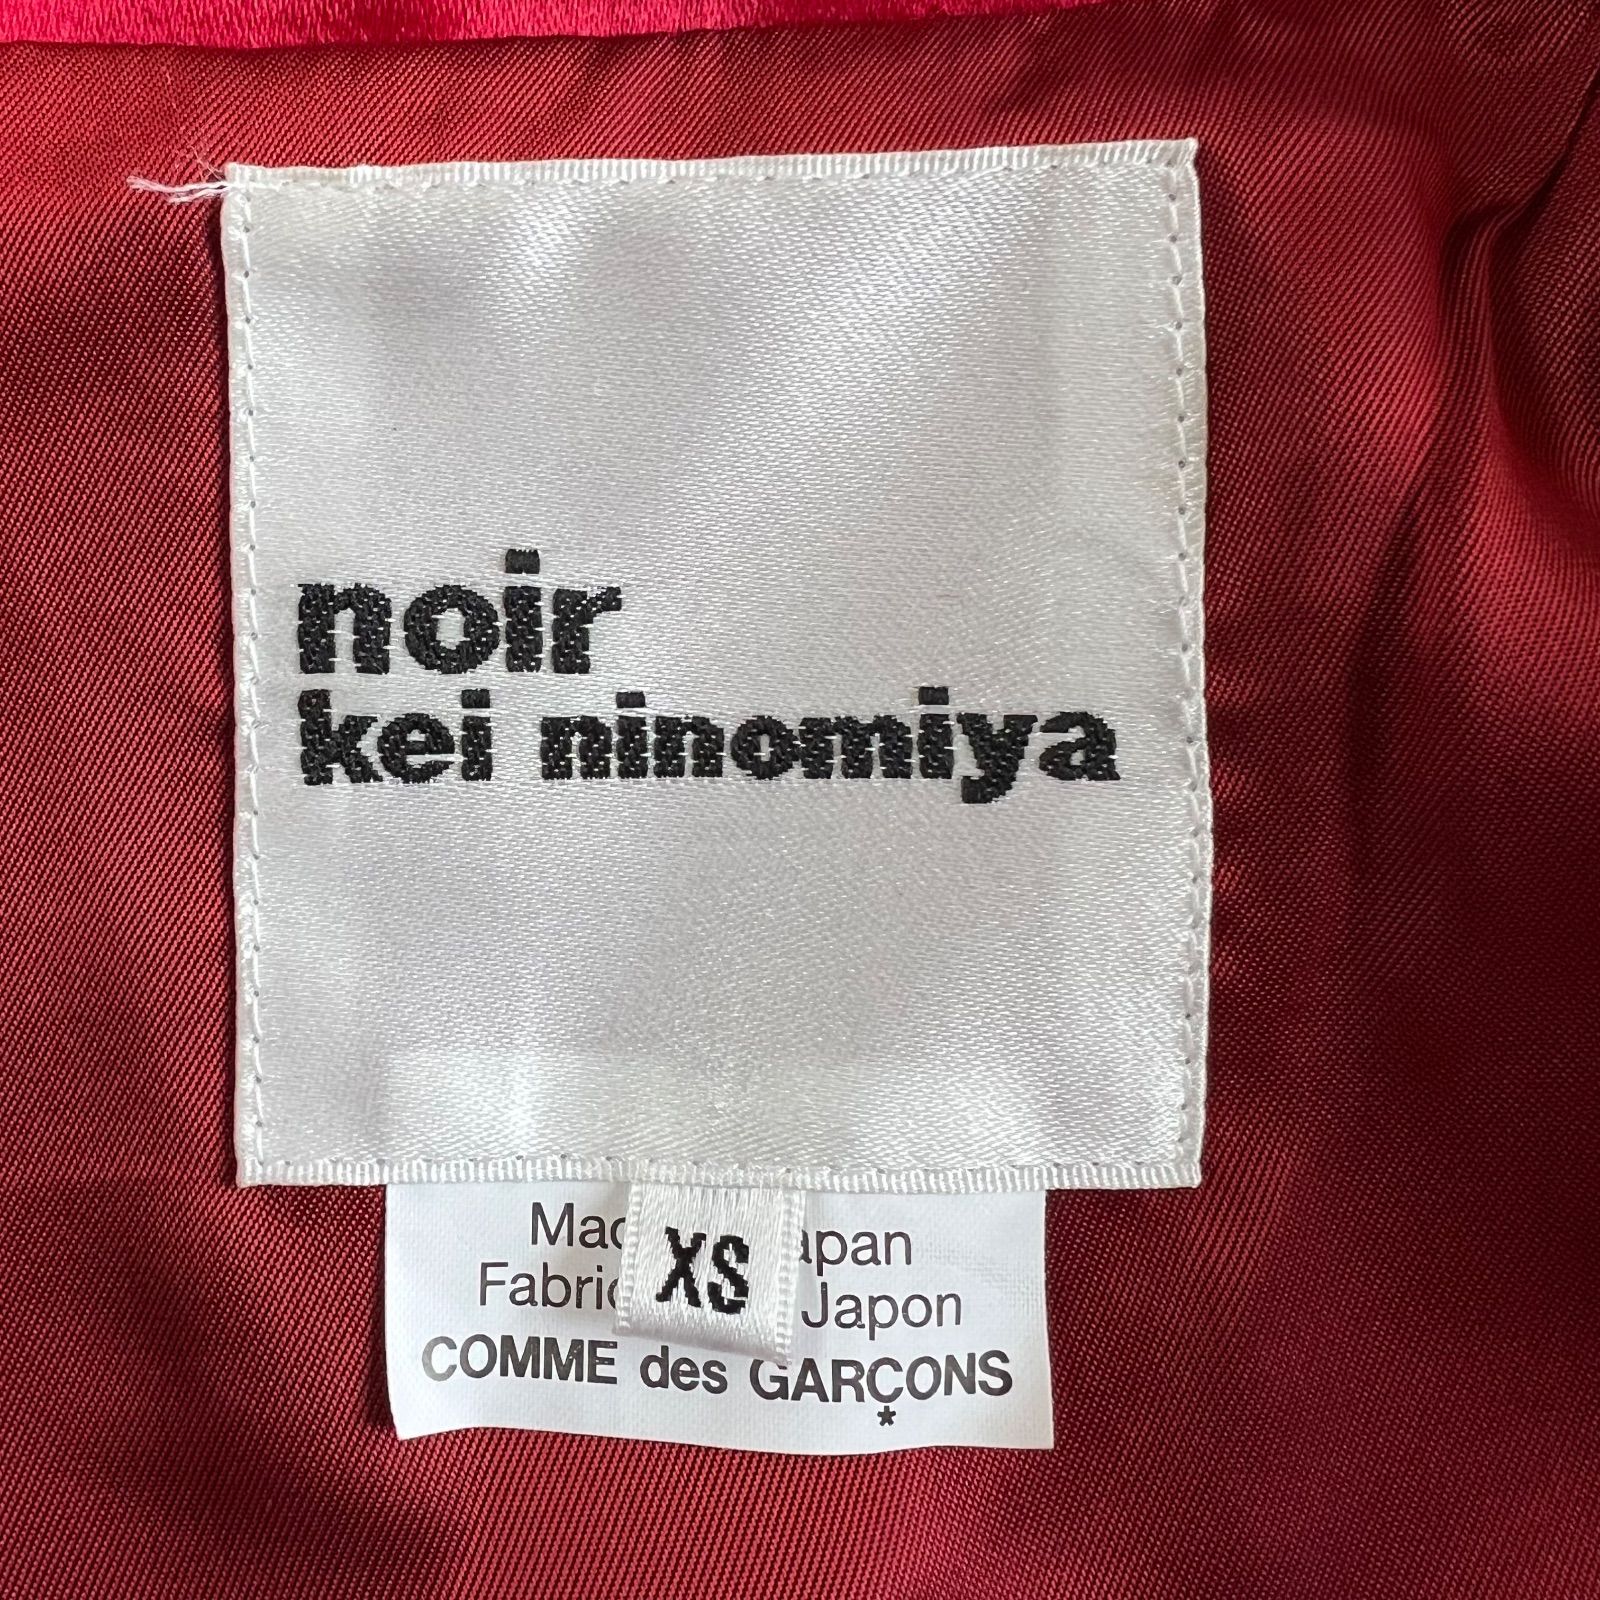 noir
kei ninomiya
XS
Japon
COMME des GARÇONS
*